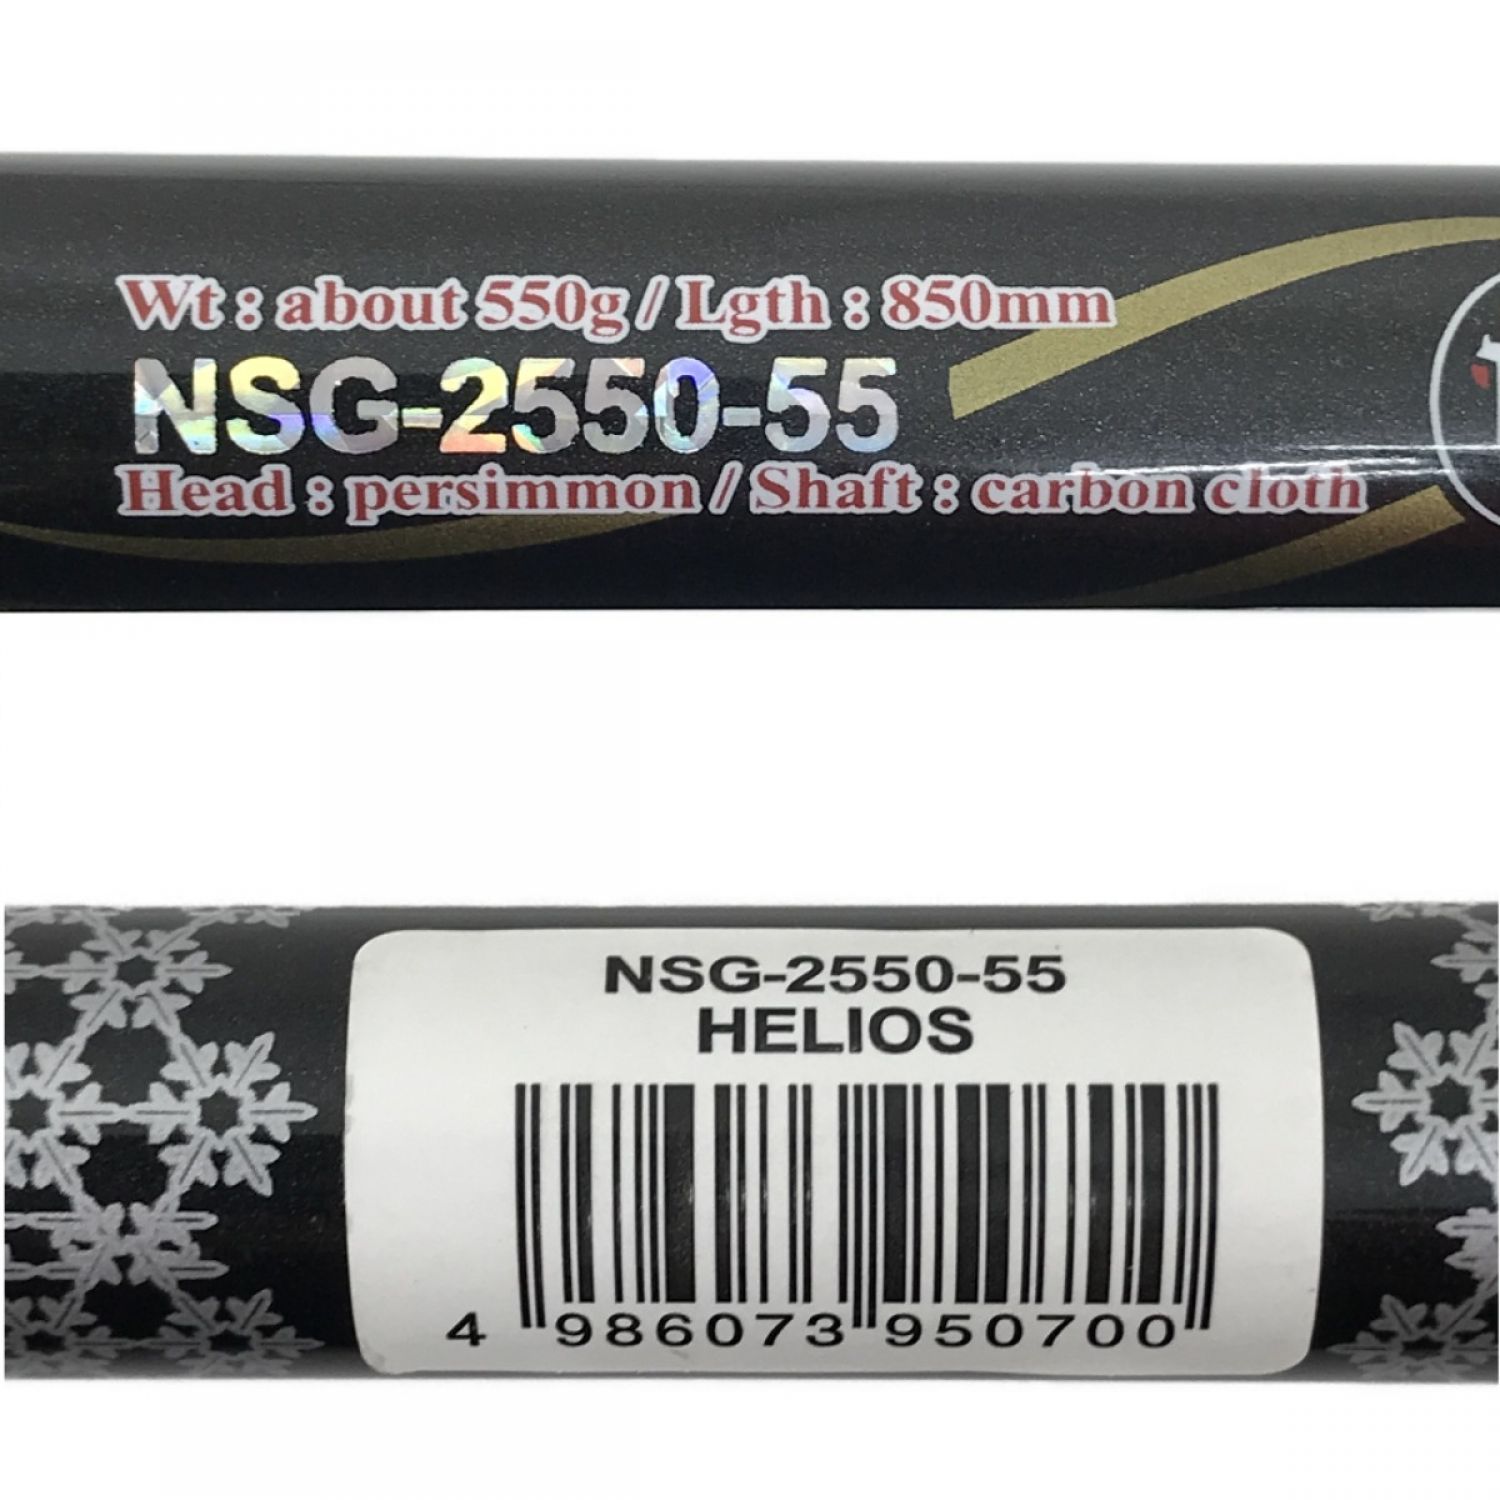 Wt : about 550g / Lgth : 850mm
NSG-2550-55
Head : persimmon / Shaft : carbon cloth
NSG-2550-55
HELIOS
4 986073 950700